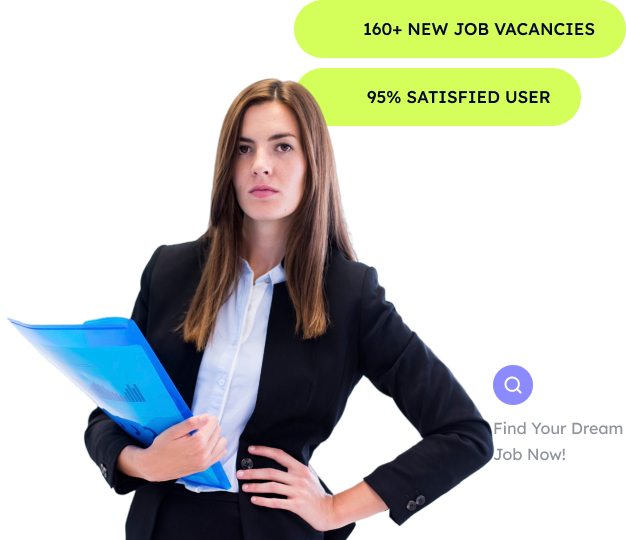 160+ NEW JOB VACANCIES
95% SATISFIED USER
Find Your Dream
Job Now!